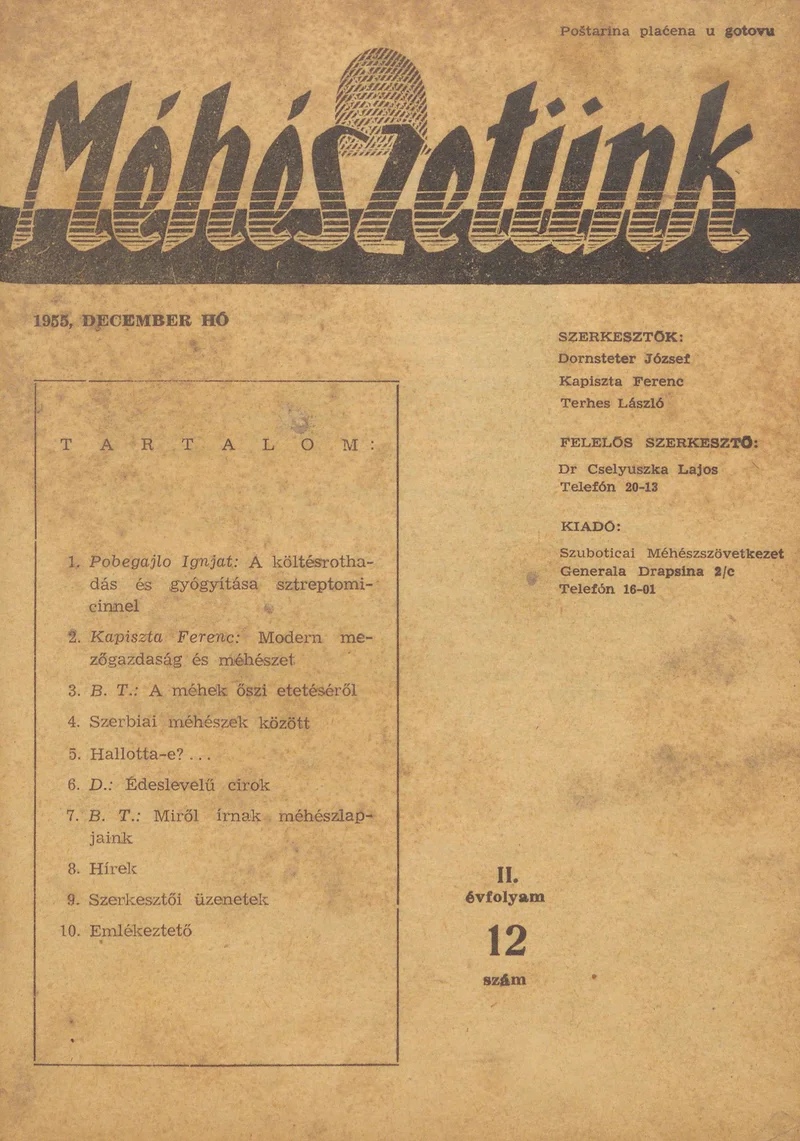 Poštarina plaćena u gotovu
Méhészetünk
1955, DECEMBER HÓ
TARTALOM:
1. Pobegajlo Ignjat: A költésrotha-
dás és gyógyítása sztreptomi-
cinnel
2. Kapiszta Ferenc: Modern me-
zőgazdaság és méhészet
3. B. T.: A méhek őszi etetéséről
4. Szerbiai méhészek között
5. Hallotta-e? ...
6. D.: Édeslevelű cirok
7. B. T.: Miről írnak méhészlap-
jaink
8. Hírek
9. Szerkesztői üzenetek
10. Emlékeztető
SZERKESZTŐK:
Dornsteter József
Kapiszta Ferenc
Terhes László
FELELŐS SZERKESZTŐ:
Dr Cselyuszka Lajos
Telefón 20-13
KIADÓ:
Szuboticai Méhészszövetkezet
Generala Drapsina 2/c
Telefón 16-01
II.
évfolyam
12
szám